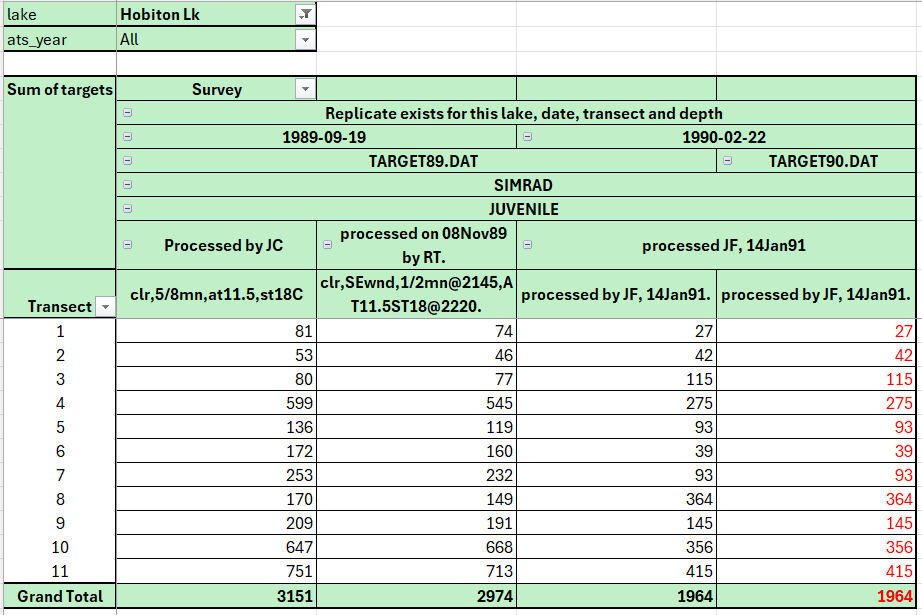 lake Hobiton Lk
ats_year All
Sum of targets Survey
Replicate exists for this lake, date, transect and depth
1989-09-19 1990-02-22
TARGET89.DAT TARGET90.DAT
SIMRAD
JUVENILE
Processed by JC processed on 08Nov89 by RT. processed JF, 14Jan91
Transect clr,5/8mn,at11.5,st18C clr,SEwnd,1/2mn@2145,AT11.5ST18@2220. processed by JF, 14Jan91. processed by JF, 14Jan91.
1 81 74 27 27
2 53 46 42 42
3 80 77 115 115
4 599 545 275 275
5 136 119 93 93
6 172 160 39 39
7 253 232 93 93
8 170 149 364 364
9 209 191 145 145
10 647 668 356 356
11 751 713 415 415
Grand Total 3151 2974 1964 1964